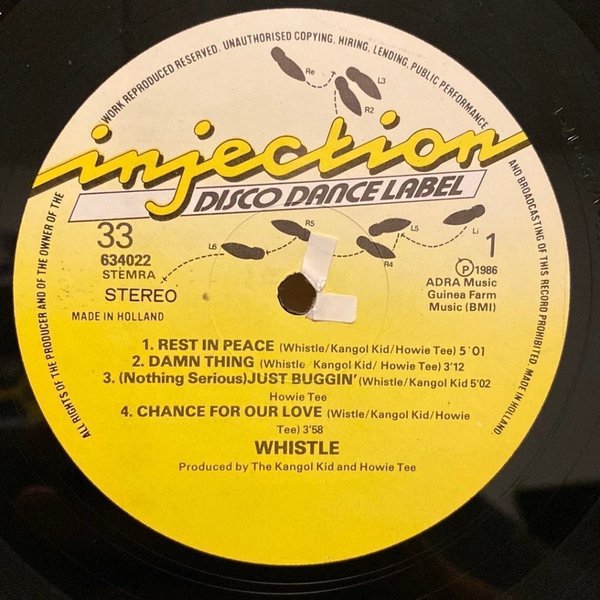 ALL RIGHTS OF THE PRODUCER AND OF THE OWNER OF THE WORK REPRODUCED RESERVED. UNAUTHORISED COPYING, HIRING, LENDING, PUBLIC PERFORMANCE AND BROADCASTING OF THIS RECORD PROHIBITED. MADE IN HOLLAND
Re
L3
R2
injection
DISCO DANCE LABEL
L6
R5
R4
L5
Li
33
634022
STEMRA
STEREO
MADE IN HOLLAND
1
P 1986
ADRA Music
Guinea Farm
Music (BMI)
1. REST IN PEACE (Whistle/Kangol Kid/Howie Tee) 5'01
2. DAMN THING (Whistle Kangol Kid/ Howie Tee) 3'12
3. (Nothing Serious)JUST BUGGIN' (Whistle/Kangol Kid 5'02
Howie Tee
4. CHANCE FOR OUR LOVE (Wistle/Kangol Kid/Howie
Tee) 3'58
WHISTLE
Produced by The Kangol Kid and Howie Tee